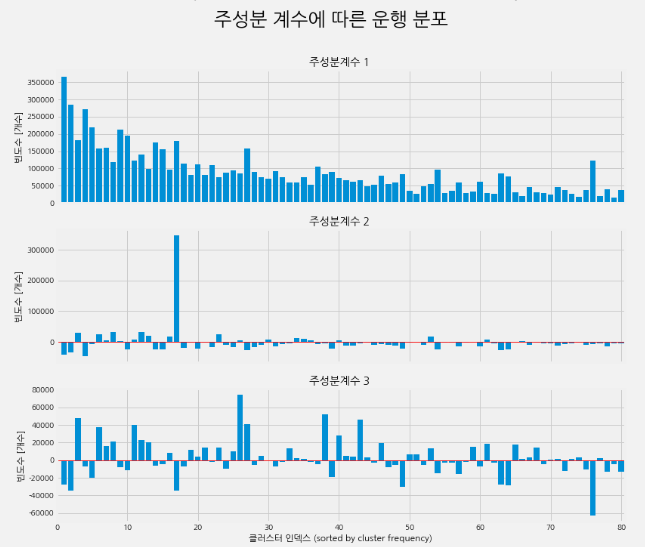 주성분 계수에 따른 운행 분포
주성분계수 1
빈도수 [개수]
350000
300000
250000
200000
150000
100000
50000
0
주성분계수 2
빈도수 [개수]
300000
200000
100000
0
주성분계수 3
빈도수 [개수]
80000
60000
40000
20000
0
-20000
-40000
-60000
0 10 20 30 40 50 60 70 80
클러스터 인덱스 (sorted by cluster frequency)